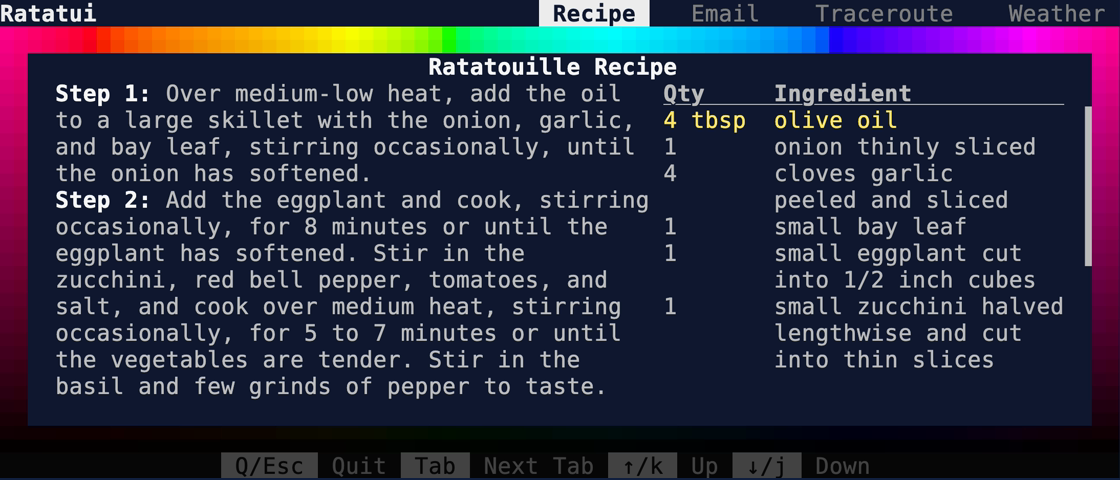 Ratatui Recipe Email Traceroute Weather
Ratatouille Recipe
Step 1: Over medium-low heat, add the oil
to a large skillet with the onion, garlic,
and bay leaf, stirring occasionally, until
the onion has softened.
Step 2: Add the eggplant and cook, stirring
occasionally, for 8 minutes or until the
eggplant has softened. Stir in the
zucchini, red bell pepper, tomatoes, and
salt, and cook over medium heat, stirring
occasionally, for 5 to 7 minutes or until
the vegetables are tender. Stir in the
basil and few grinds of pepper to taste.
Qty Ingredient
4 tbsp olive oil
1 onion thinly sliced
4 cloves garlic
peeled and sliced
1 small bay leaf
1 small eggplant cut
into 1/2 inch cubes
1 small zucchini halved
lengthwise and cut
into thin slices
Q/Esc Quit Tab Next Tab ↑/k Up ↓/j Down